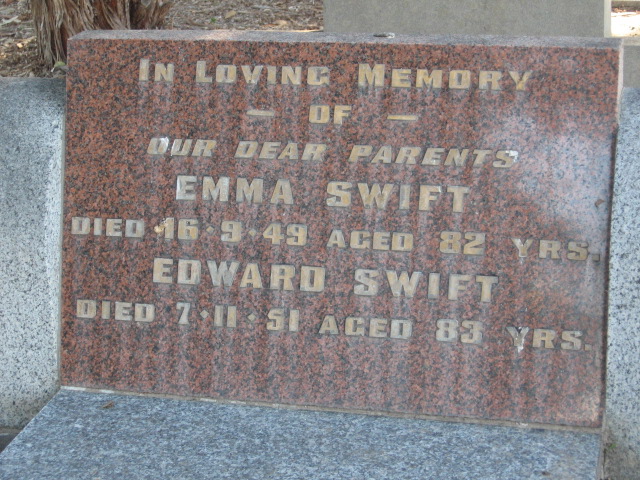 In Loving Memory
— OF —
OUR DEAR PARENTS
EMMA SWIFT
DIED 16·9·49 AGED 82 YRS.
EDWARD SWIFT
DIED 7·11·51 AGED 83 YRS.